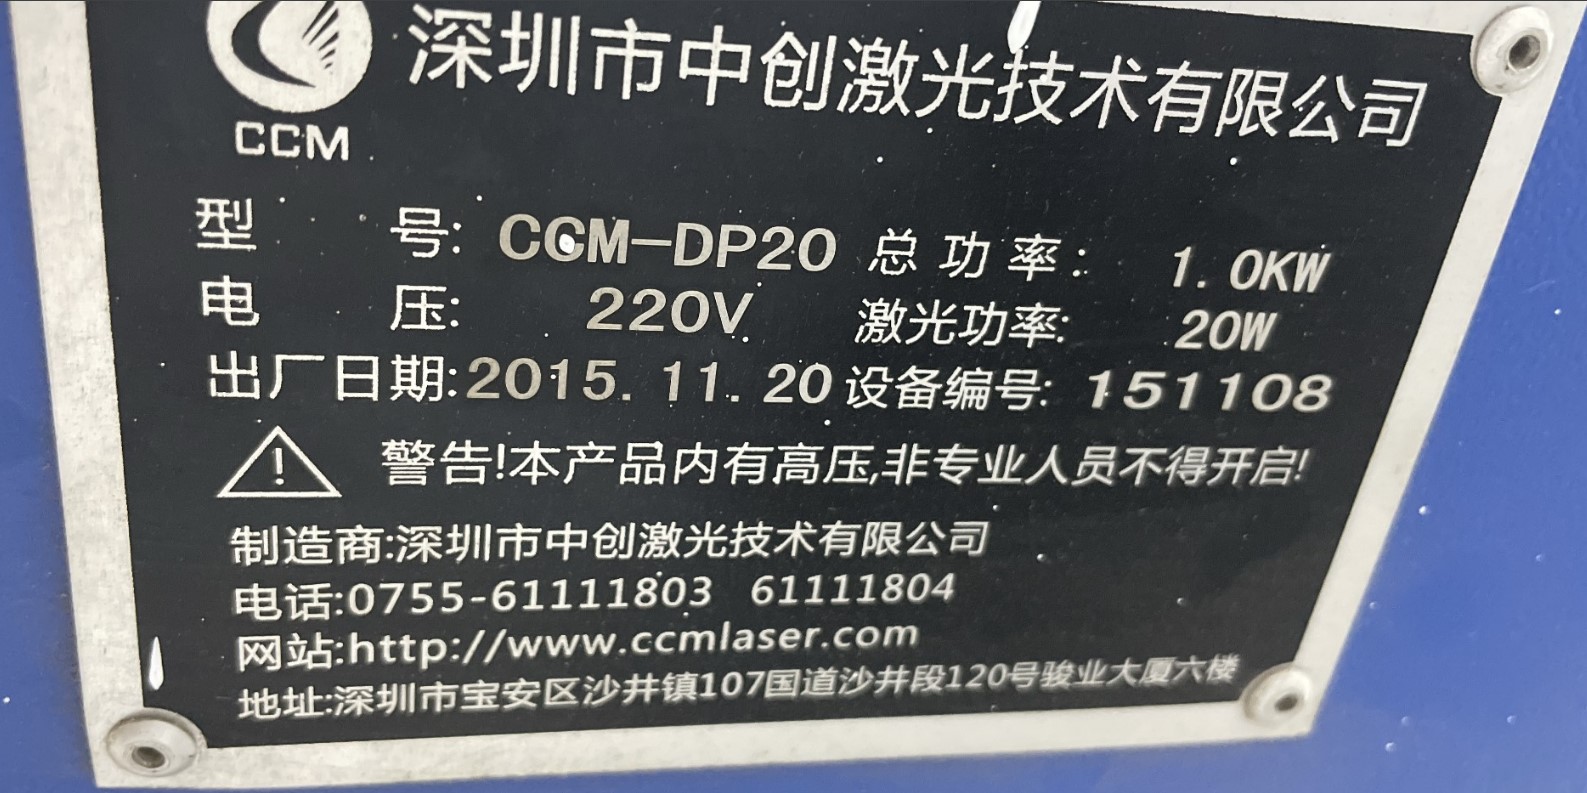 深圳市中创激光技术有限公司
CCM
型 号: CCM-DP20 总功率: 1.0KW
电 压: 220V 激光功率: 20W
出厂日期:2015.11.20 设备编号: 151108
警告!本产品内有高压,非专业人员不得开启!
制造商:深圳市中创激光技术有限公司
电话:0755-61111803 61111804
网站:http://www.ccmlaser.com
地址:深圳市宝安区沙井镇107国道沙井段120号骏业大厦六楼